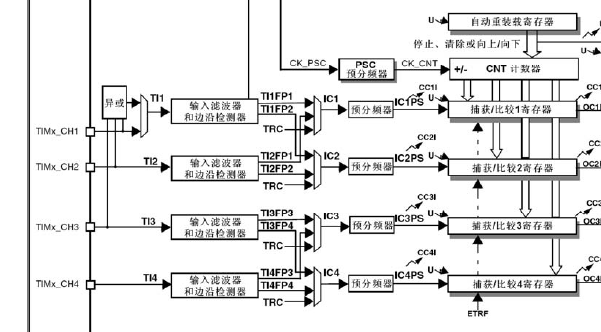 U 自动重装载寄存器
停止、清除或向上/向下
U
CK_PSC PSC 预分频器 CK_CNT +/- CNT 计数器
异或 TI1 输入滤波器和边沿检测器 TI1FP1 TI1FP2 TRC IC1 预分频器 IC1PS CC1I U 捕获/比较1寄存器 OC1
TIMx_CH1
TIMx_CH2 TI2 输入滤波器和边沿检测器 TI2FP1 TI2FP2 TRC IC2 预分频器 IC2PS CC2I U 捕获/比较2寄存器 OC2
TIMx_CH3 TI3 输入滤波器和边沿检测器 TI3FP3 TI3FP4 TRC IC3 预分频器 IC3PS CC3I U 捕获/比较3寄存器
TIMx_CH4 TI4 输入滤波器和边沿检测器 TI4FP3 TI4FP4 TRC IC4 预分频器 IC4PS CC4I U 捕获/比较4寄存器 OC4
ETRF